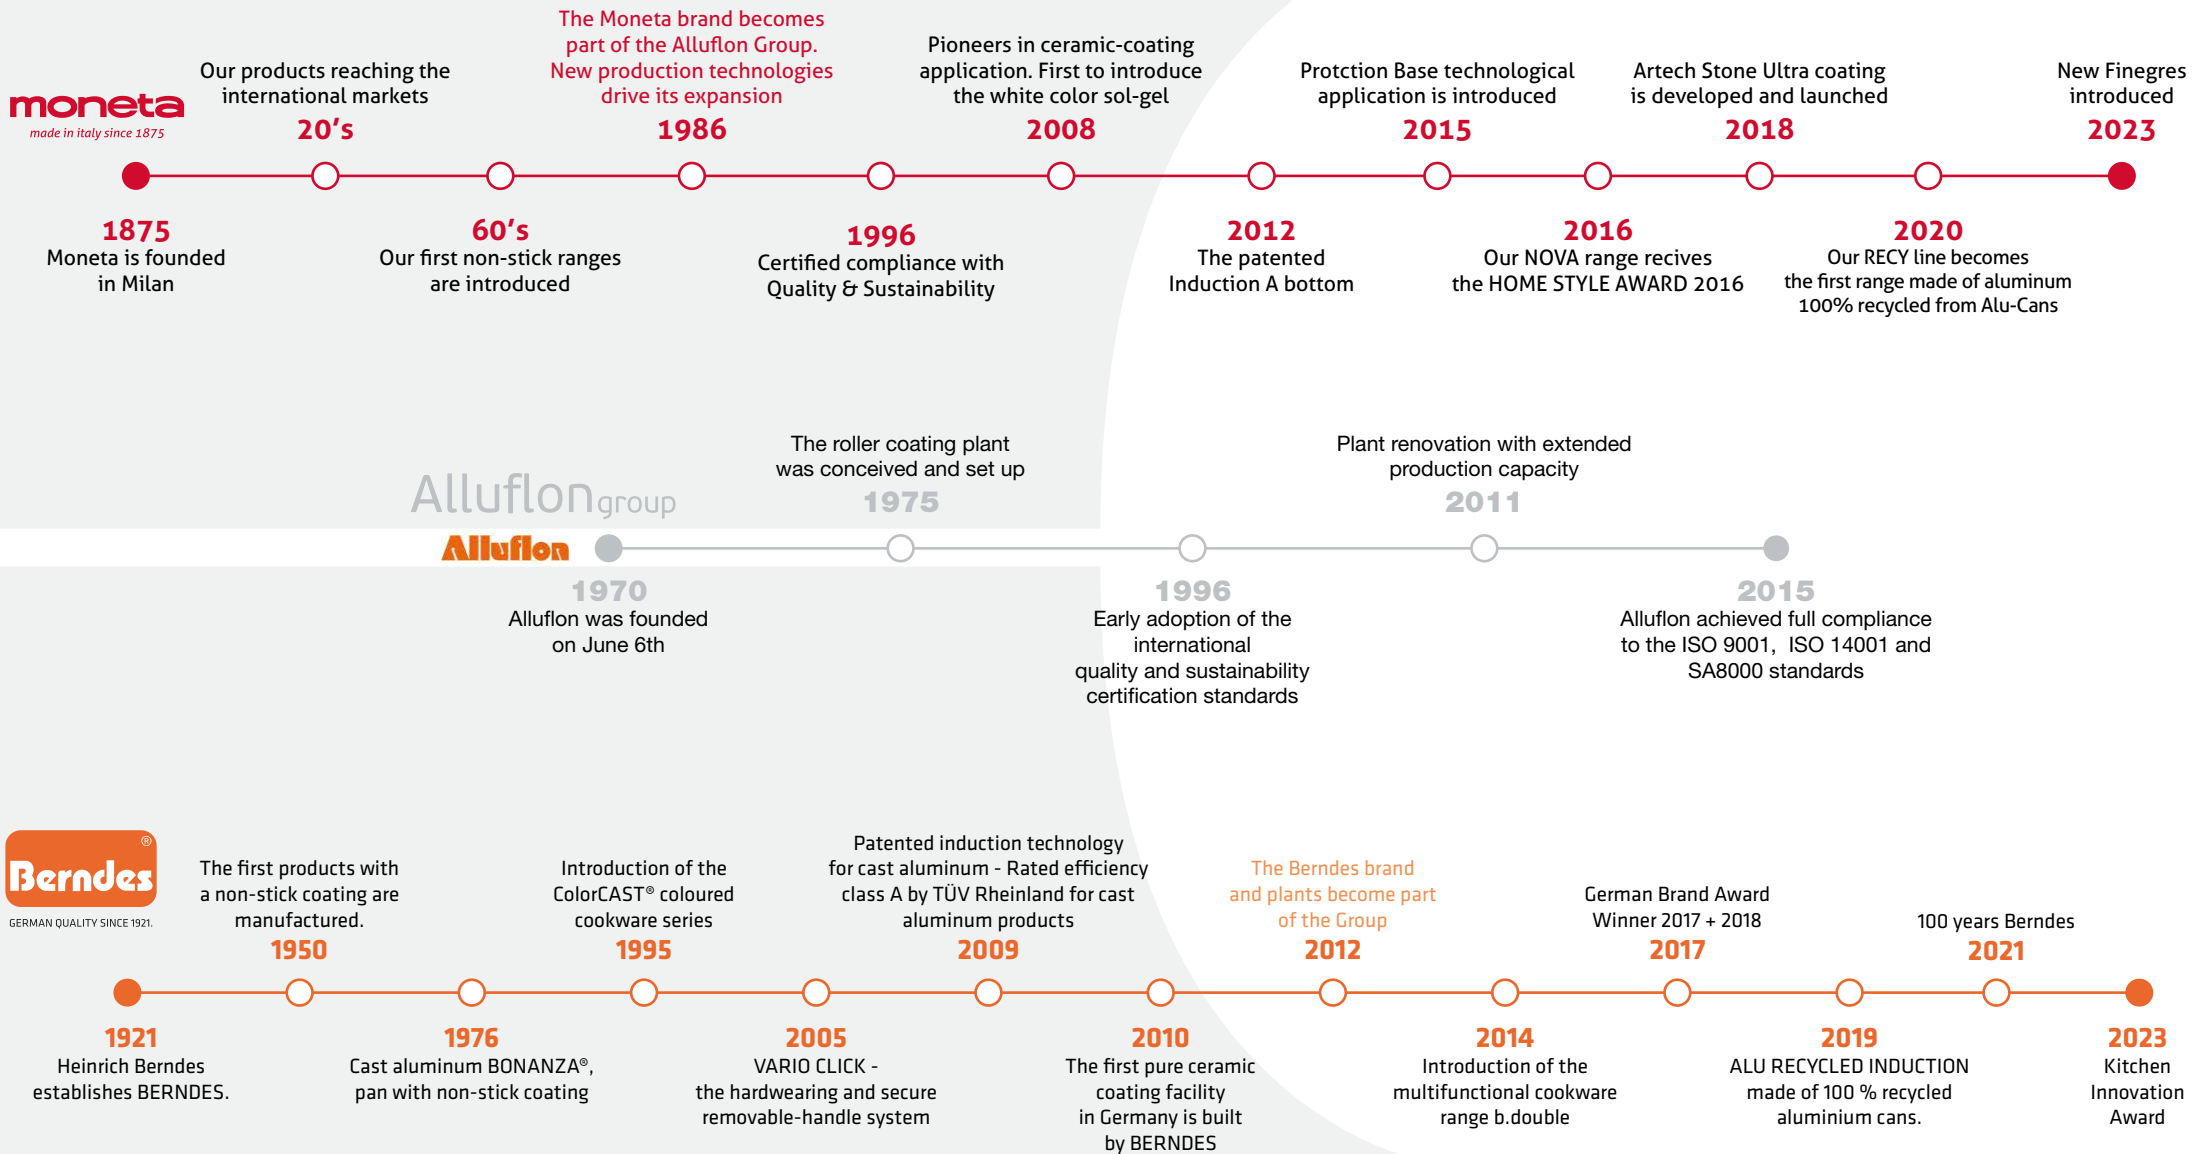 moneta
made in italy since 1875
Our products reaching the
international markets
20's
The Moneta brand becomes
part of the Alluflon Group.
New production technologies
drive its expansion
1986
Pioneers in ceramic-coating
application. First to introduce
the white color sol-gel
2008
Protction Base technological
application is introduced
2015
Artech Stone Ultra coating
is developed and launched
2018
New Finegres
introduced
2023
1875
Moneta is founded
in Milan
60's
Our first non-stick ranges
are introduced
1996
Certified compliance with
Quality & Sustainability
2012
The patented
Induction A bottom
2016
Our NOVA range recives
the HOME STYLE AWARD 2016
2020
Our RECY line becomes
the first range made of aluminum
100% recycled from Alu-Cans
Alluflon group
Alluflon
The roller coating plant
was conceived and set up
1975
Plant renovation with extended
production capacity
2011
1970
Alluflon was founded
on June 6th
1996
Early adoption of the
international
quality and sustainability
certification standards
2015
Alluflon achieved full compliance
to the ISO 9001,  ISO 14001 and
SA8000 standards
Berndes®
GERMAN QUALITY SINCE 1921.
The first products with
a non-stick coating are
manufactured.
1950
Introduction of the
ColorCAST® coloured
cookware series
1995
Patented induction technology
for cast aluminum - Rated efficiency
class A by TÜV Rheinland for cast
aluminum products
2009
The Berndes brand
and plants become part
of the Group
2012
German Brand Award
Winner 2017 + 2018
2017
100 years Berndes
2021
1921
Heinrich Berndes
establishes BERNDES.
1976
Cast aluminum BONANZA®,
pan with non-stick coating
2005
VARIO CLICK -
the hardwearing and secure
removable-handle system
2010
The first pure ceramic
coating facility
in Germany is built
by BERNDES
2014
Introduction of the
multifunctional cookware
range b.double
2019
ALU RECYCLED INDUCTION
made of 100 % recycled
aluminium cans.
2023
Kitchen
Innovation
Award